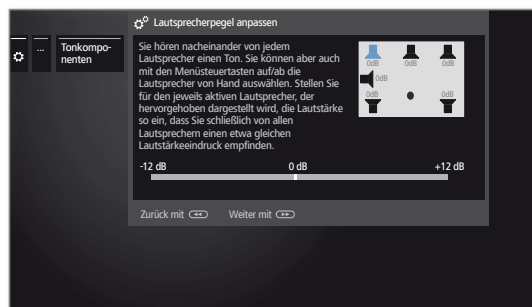 Lautsprecherpegel anpassen
...
Tonkompo-
nenten
Sie hören nacheinander von jedem
Lautsprecher einen Ton. Sie können aber auch
mit den Menüsteuertasten auf/ab die
Lautsprecher von Hand auswählen. Stellen Sie
für den jeweils aktiven Lautsprecher, der
hervorgehoben dargestellt wird, die Lautstärke
so ein, dass Sie schließlich von allen
Lautsprechern einen etwa gleichen
Lautstärkeeindruck empfinden.
0dB 0dB 0dB
0dB
0dB 0dB
-12 dB 0 dB +12 dB
Zurück mit Weiter mit